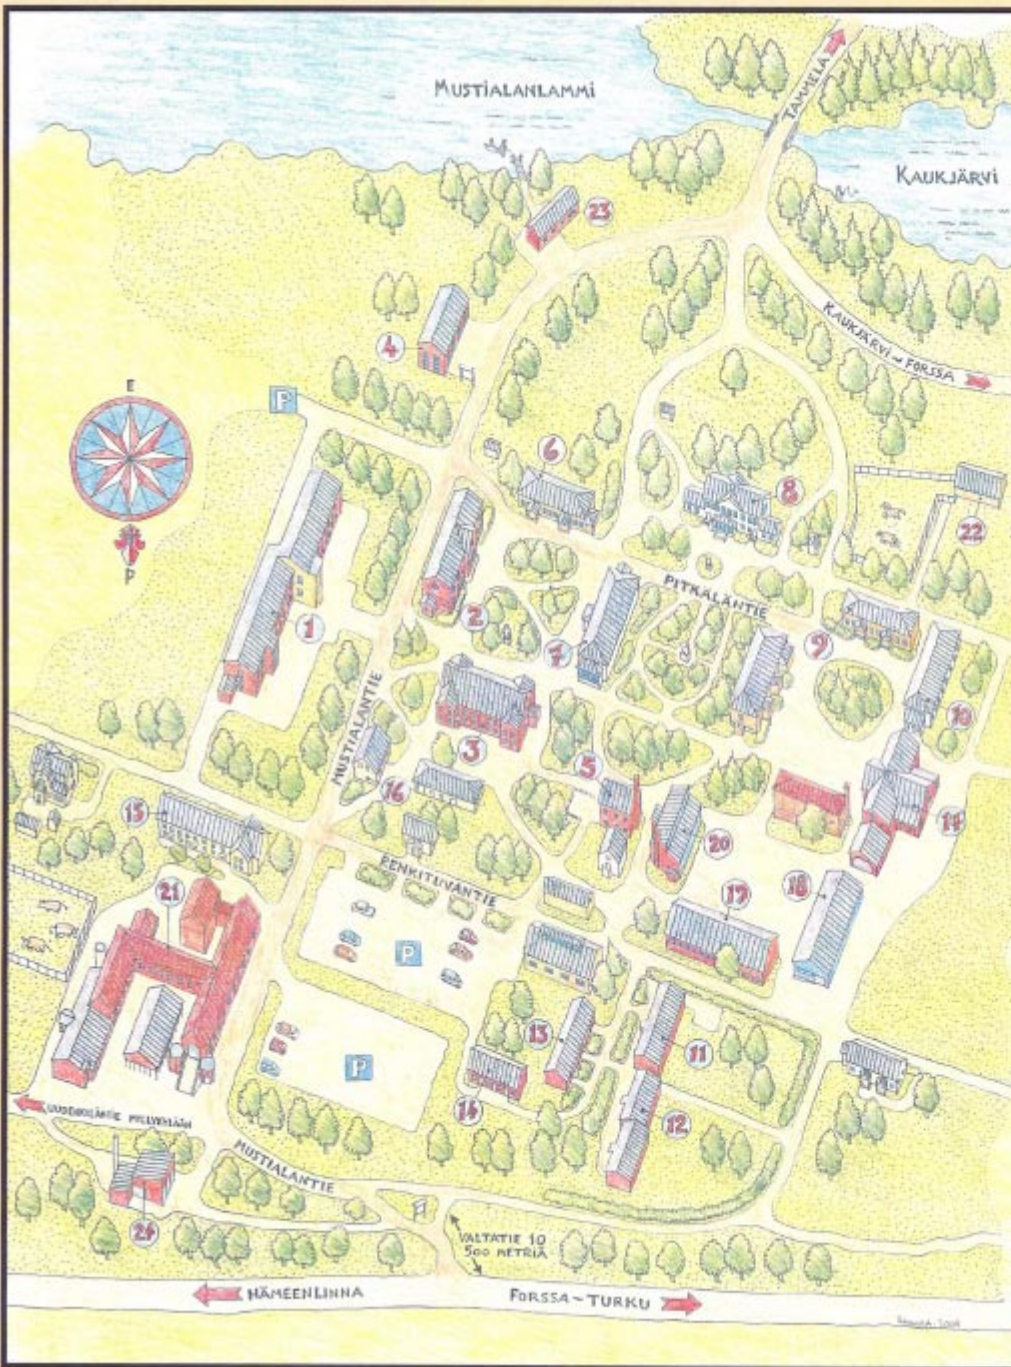 MUSTIALANLAMMI
TAMMELA
KAUKJÄRVI
23
4
KAUKJÄRVI - FORSSA
E
P
P
6
8
22
2
PITKÄLÄNTIE
1
7
9
MUSTIALANTIE
3
10
5
16
15
20
RENKITUVANTIE
21
18
17
P
13
11
P
14
12
MUSTIALANTIE
24
VALTATIE 10
500 METRIÄ
HÄMEENLINNA
FORSSA - TURKU